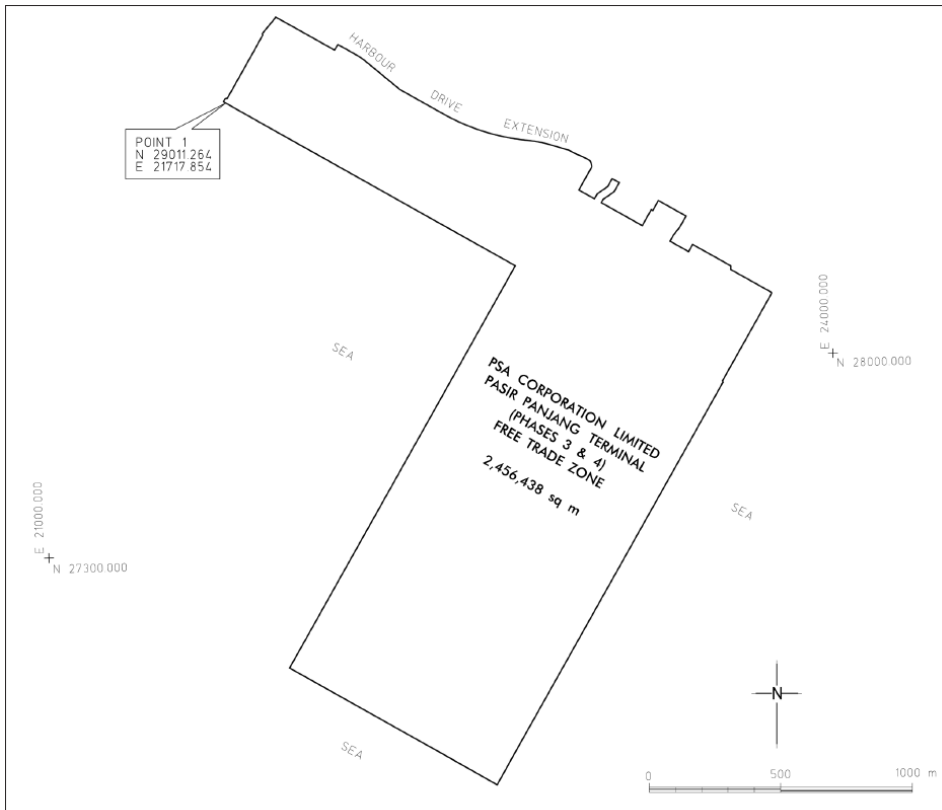 HARBOUR
DRIVE
EXTENSION
POINT 1
N 29011.264
E 21717.854
E 24000.000
N 28000.000
SEA
PSA CORPORATION LIMITED
PASIR PANJANG TERMINAL
(PHASES 3 & 4)
FREE TRADE ZONE
2,456,438 sq m
SEA
E 21000.000
N 27300.000
N
SEA
0 500 1000 m